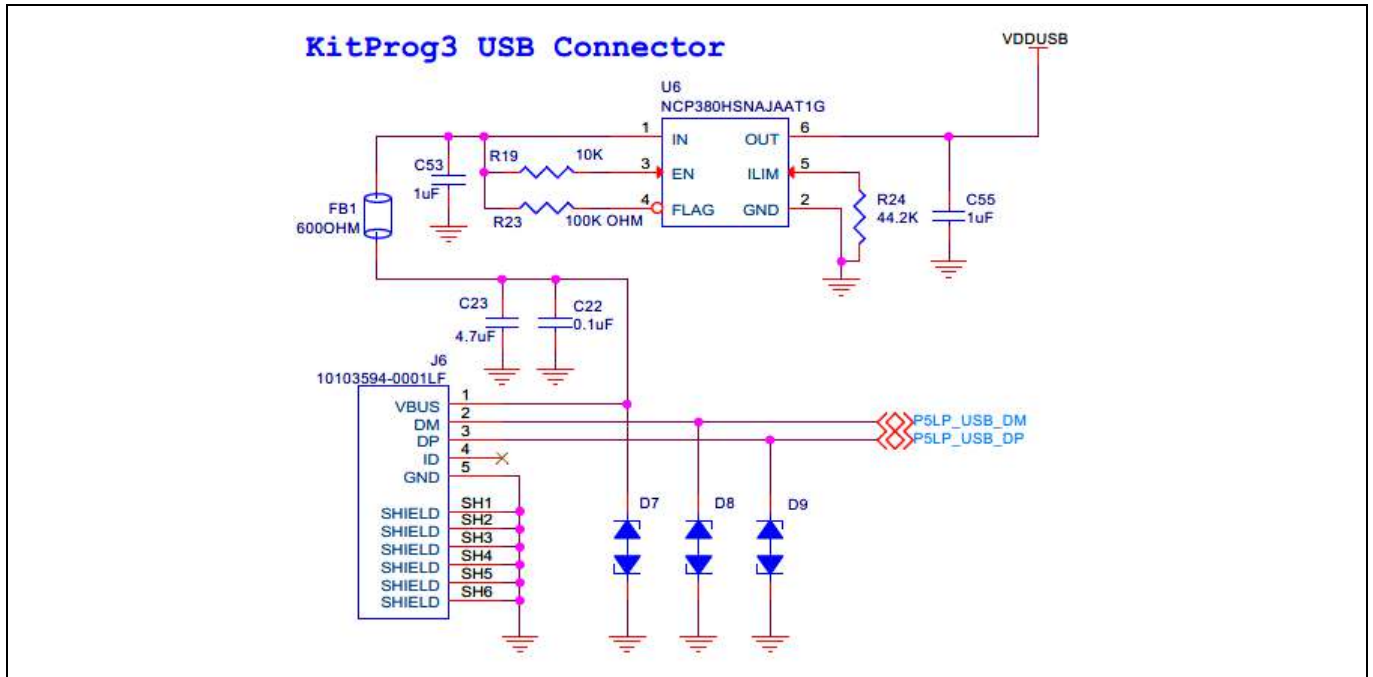 KitProg3 USB Connector
VDDUSB
U6
NCP380HSNAJAAT1G
1 IN OUT 6
R19 10K 3 EN ILIM 5
C53
1uF
R23 100K OHM 4 FLAG GND 2
R24
44.2K
C55
1uF
FB1
600OHM
C23
4.7uF
C22
0.1uF
J6
10103594-0001LF
VBUS 1
DM 2
P5LP_USB_DM
DP 3
P5LP_USB_DP
ID 4
GND 5
SHIELD SH1
SHIELD SH2
SHIELD SH3
SHIELD SH4
SHIELD SH5
SHIELD SH6
D7 D8 D9